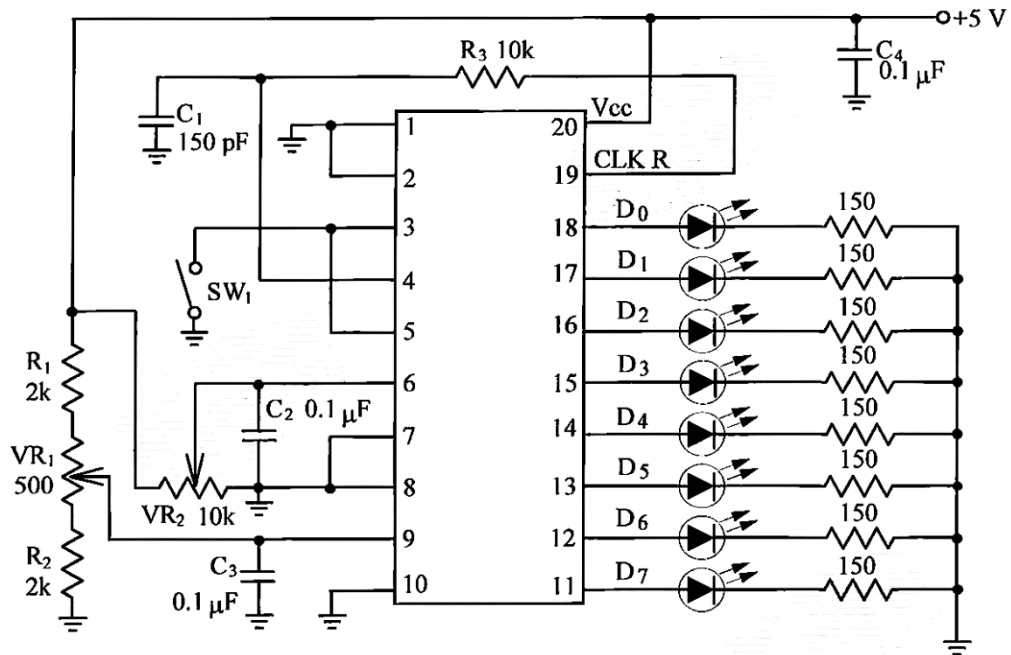 +5 V
R3 10k
C4
0.1 µF
C1
150 pF
Vcc
CLK R
1
2
3
4
5
6
7
8
9
10
20
19
18
17
16
15
14
13
12
11
D0
150
D1
150
D2
150
D3
150
D4
150
D5
150
D6
150
D7
150
SW1
R1
2k
C2 0.1 µF
VR1
500
VR2 10k
R2
2k
C3
0.1 µF